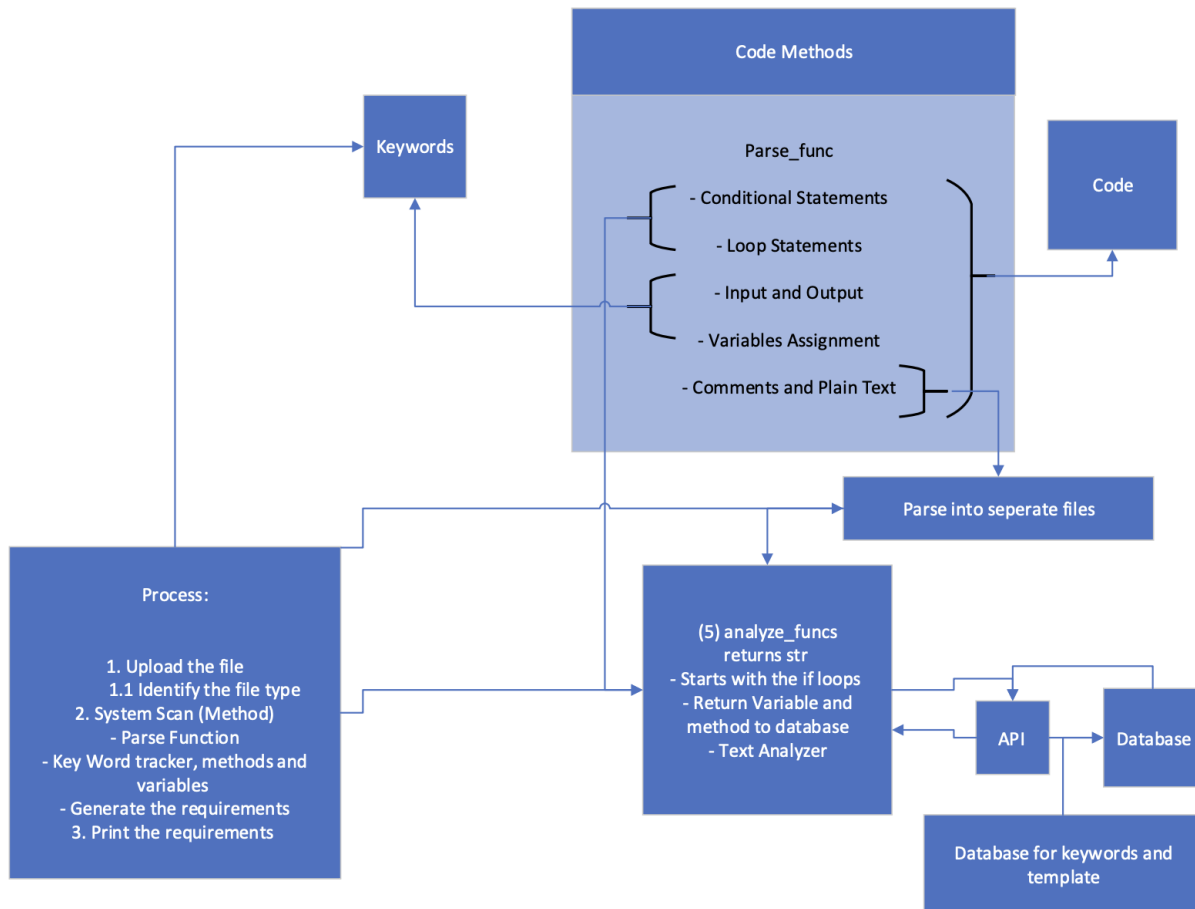 Code Methods
Keywords
Parse_func
- Conditional Statements
- Loop Statements
- Input and Output
- Variables Assignment
- Comments and Plain Text
Code
Parse into seperate files
Process:
1. Upload the file
1.1 Identify the file type
2. System Scan (Method)
- Parse Function
- Key Word tracker, methods and
variables
- Generate the requirements
3. Print the requirements
(5) analyze_funcs
returns str
- Starts with the if loops
- Return Variable and
method to database
- Text Analyzer
API
Database
Database for keywords and
template